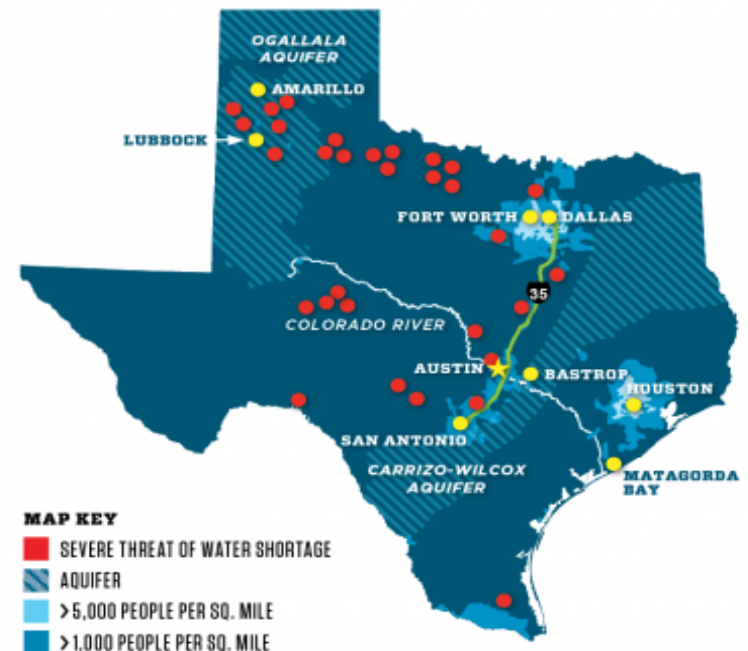 OGALLALA
AQUIFER
AMARILLO
LUBBOCK
FORT WORTH
DALLAS
35
COLORADO RIVER
AUSTIN
BASTROP
HOUSTON
SAN ANTONIO
CARRIZO-WILCOX
AQUIFER
MATAGORDA
BAY
MAP KEY
SEVERE THREAT OF WATER SHORTAGE
AQUIFER
>5,000 PEOPLE PER SQ. MILE
>1,000 PEOPLE PER SQ. MILE